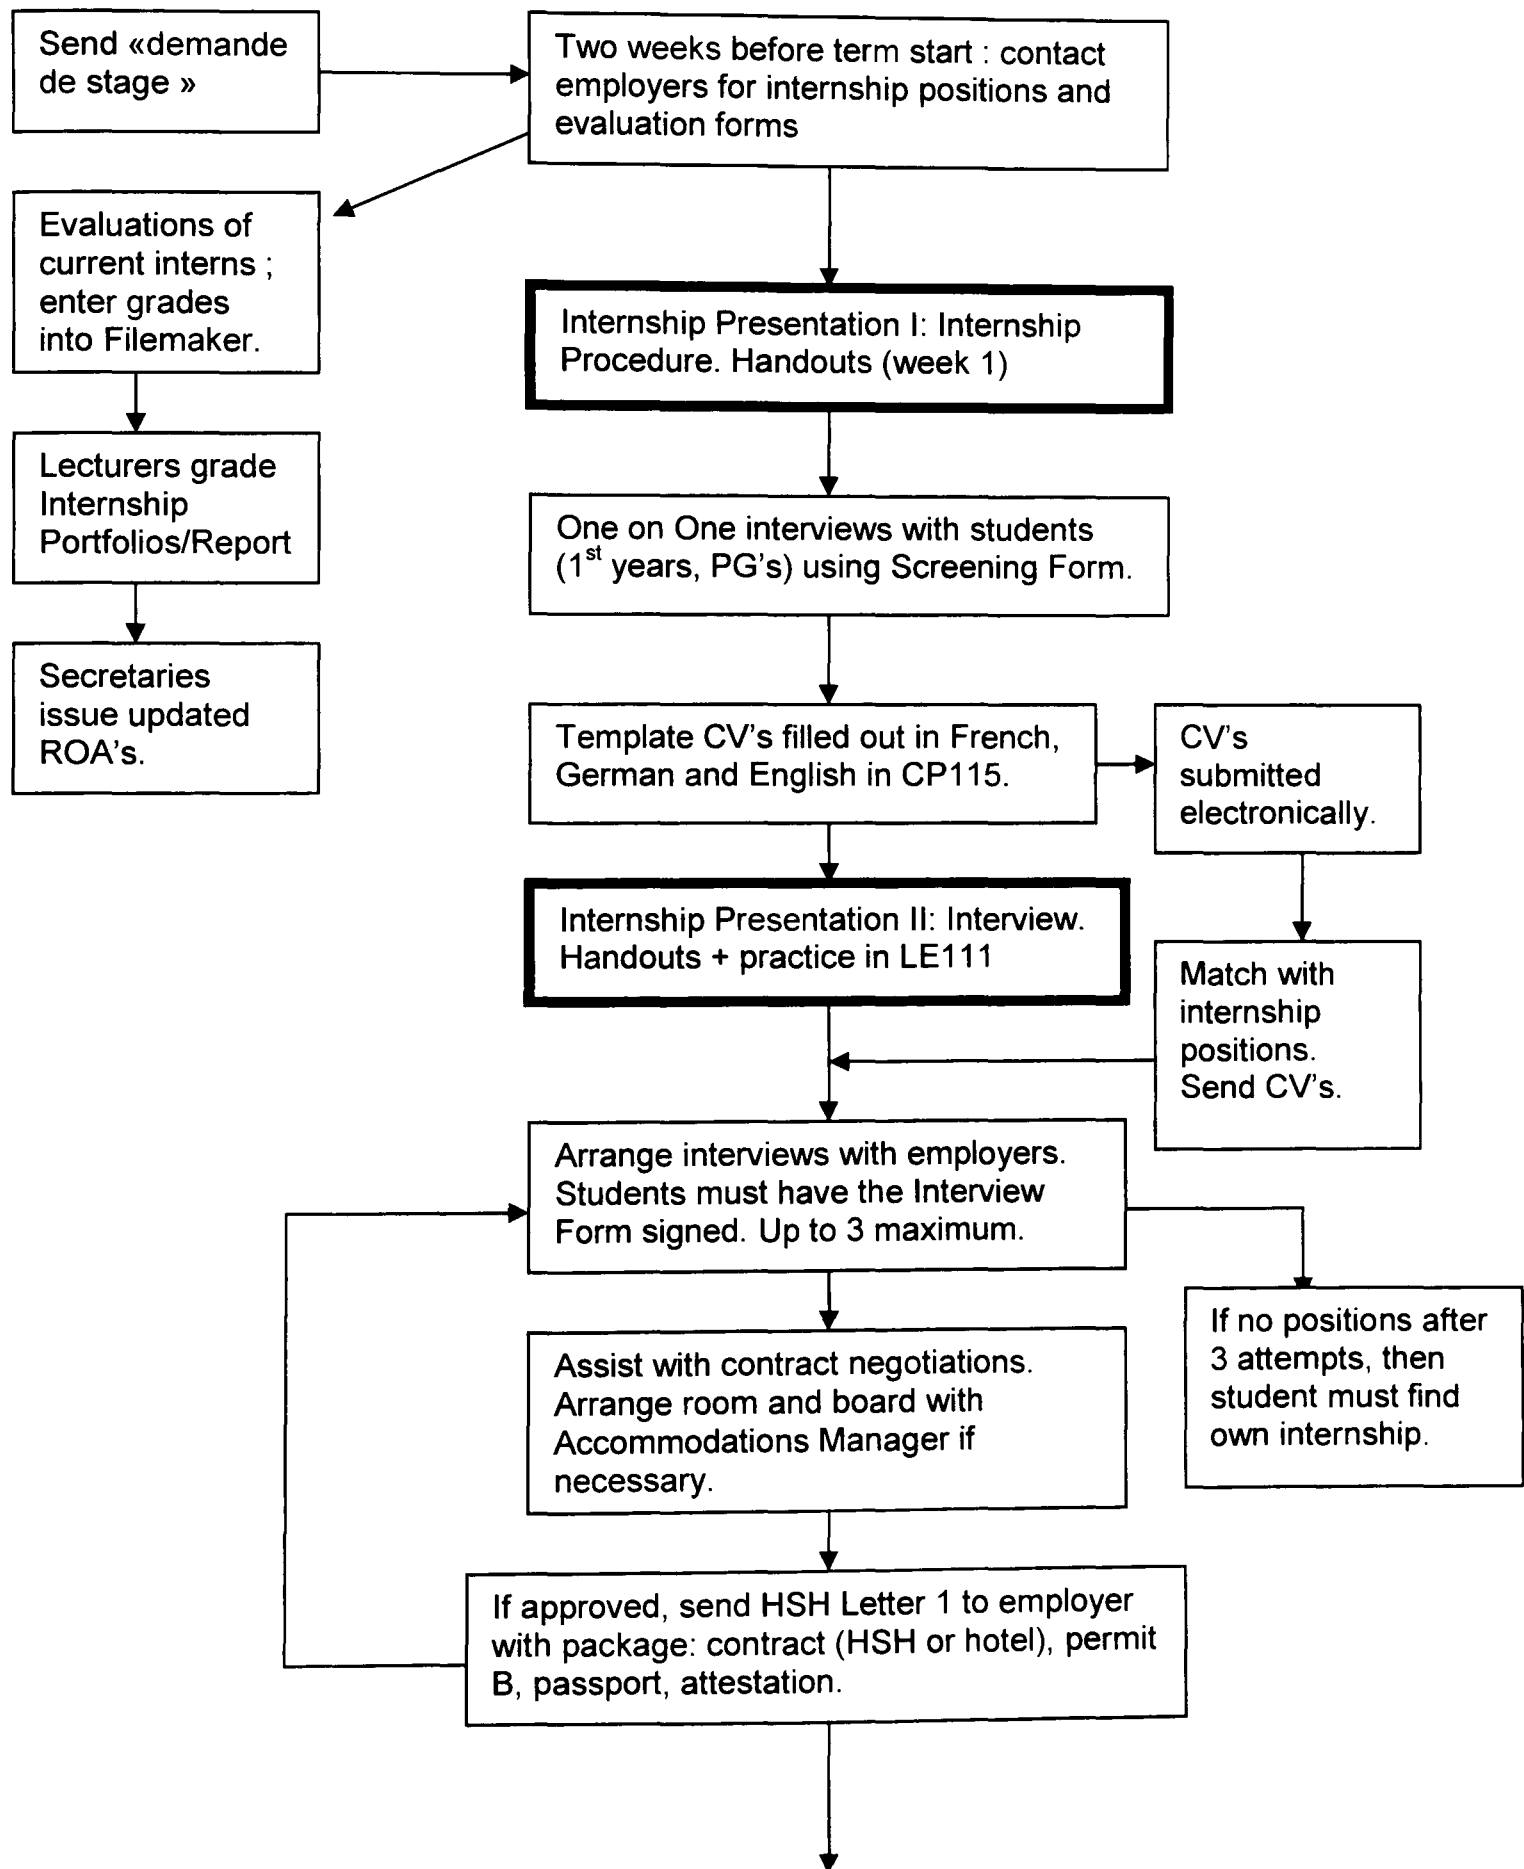 Send «demande
de stage »
Two weeks before term start : contact
employers for internship positions and
evaluation forms
Evaluations of
current interns ;
enter grades
into Filemaker.
Internship Presentation I: Internship
Procedure. Handouts (week 1)
Lecturers grade
Internship
Portfolios/Report
One on One interviews with students
(1st years, PG's) using Screening Form.
Secretaries
issue updated
ROA's.
Template CV's filled out in French,
German and English in CP115.
CV's
submitted
electronically.
Internship Presentation II: Interview.
Handouts + practice in LE111
Match with
internship
positions.
Send CV's.
Arrange interviews with employers.
Students must have the Interview
Form signed. Up to 3 maximum.
If no positions after
3 attempts, then
student must find
own internship.
Assist with contract negotiations.
Arrange room and board with
Accommodations Manager if
necessary.
If approved, send HSH Letter 1 to employer
with package: contract (HSH or hotel), permit
B, passport, attestation.